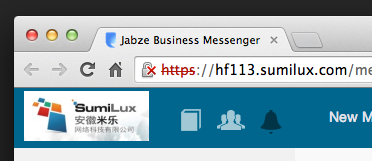 Jabze Business Messenger
https://hf113.sumilux.com/me
SumiLux
安徽米乐
网络科技有限公司
New M